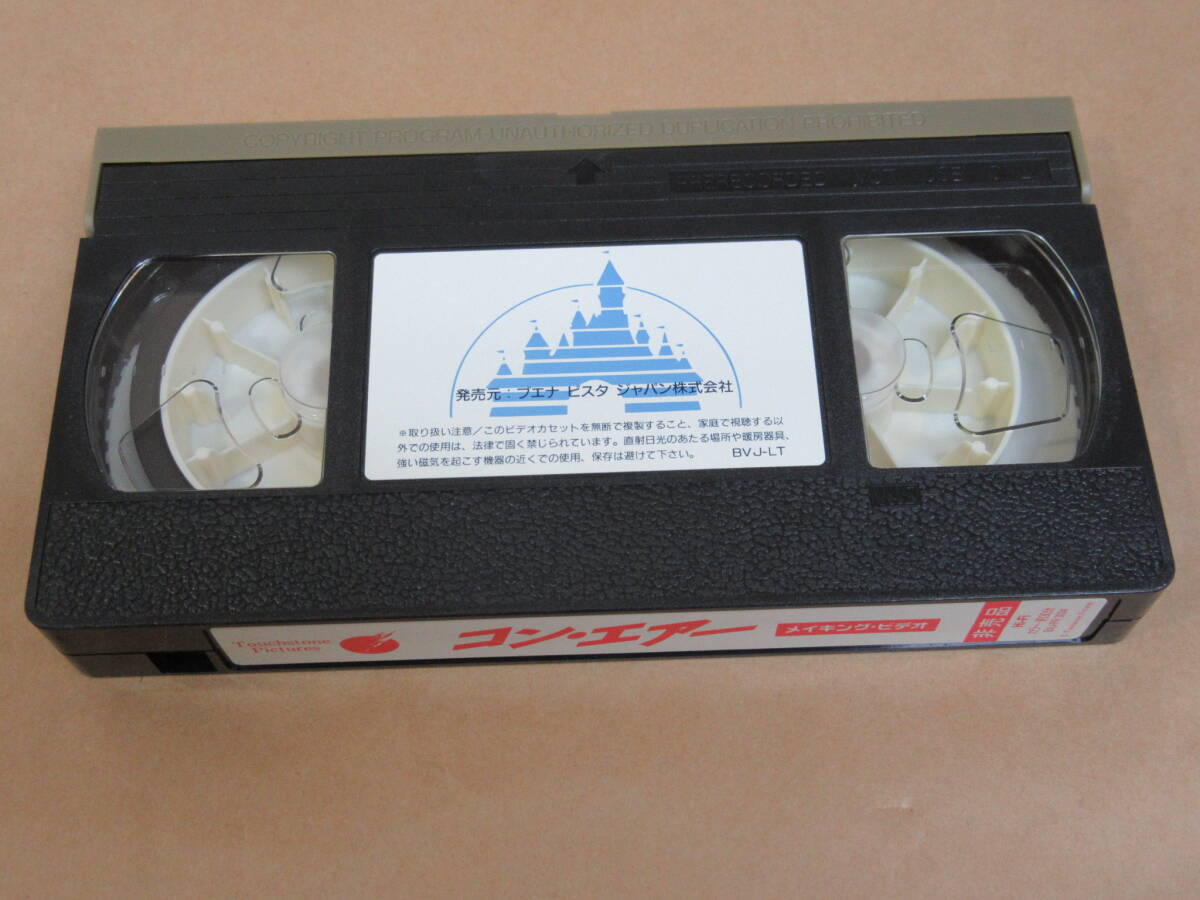 COPYRIGHT PROGRAM-UNAUTHORIZED DUPLICATION PROHIBITED
発売元:ブエナ ビスタ ジャパン株式会社
※取り扱い注意/このビデオカセットを無断で複製すること、家庭で視聴する以
外での使用は、法律で固く禁じられています。直射日光のあたる場所や暖房器具、
強い磁気を起こす機器の近くでの使用、保存は避けて下さい。 BVJ-LT
Touchstone
Pictures
コン・エアー
メイキング・ビデオ
非売品